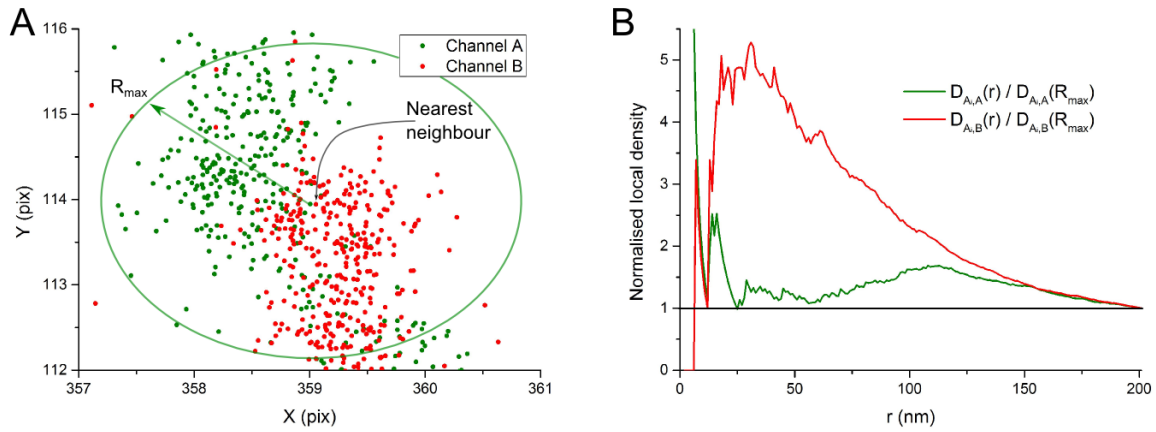 A
116
115
114
113
112
Y (pix)
357
358
359
360
361
X (pix)
Channel A
Channel B
Rmax
Nearest
neighbour
B
5
4
3
2
1
0
Normalised local density
0
50
100
150
200
r (nm)
DA,A(r) / DA,A(Rmax)
DA,B(r) / DA,B(Rmax)